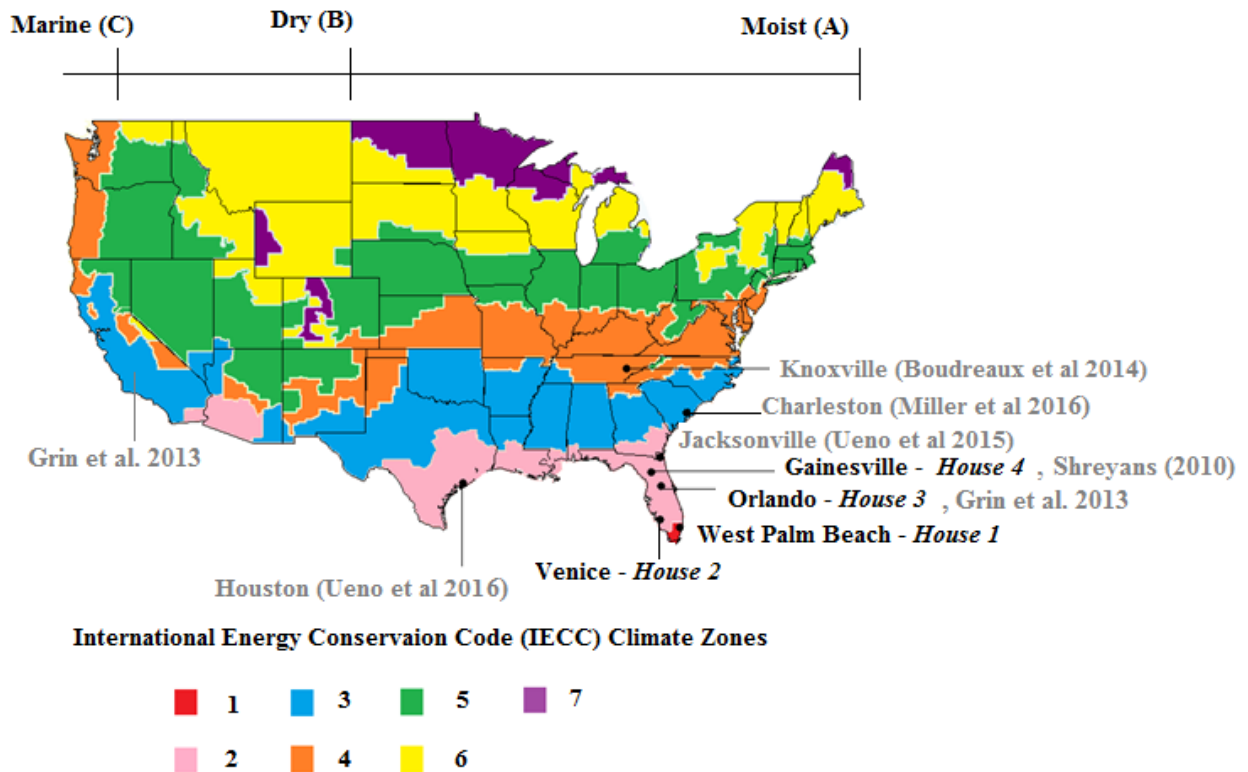 Marine (C)
Dry (B)
Moist (A)
Knoxville (Boudreaux et al 2014)
Charleston (Miller et al 2016)
Jacksonville (Ueno et al 2015)
Grin et al. 2013
Gainesville - House 4 , Shreyans (2010)
Orlando - House 3 , Grin et al. 2013
West Palm Beach - House 1
Venice - House 2
Houston (Ueno et al 2016)
International Energy Conservaion Code (IECC) Climate Zones
1 3 5 7
2 4 6